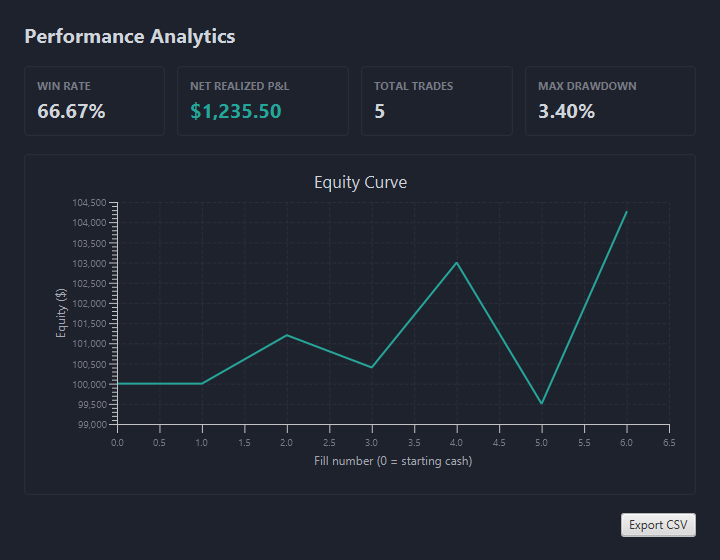 Performance Analytics
WIN RATE
66.67%
NET REALIZED P&L
$1,235.50
TOTAL TRADES
5
MAX DRAWDOWN
3.40%
Equity Curve
Equity ($)
104,500
104,000
103,500
103,000
102,500
102,000
101,500
101,000
100,500
100,000
99,500
99,000
0.0 0.5 1.0 1.5 2.0 2.5 3.0 3.5 4.0 4.5 5.0 5.5 6.0 6.5
Fill number (0 = starting cash)
Export CSV